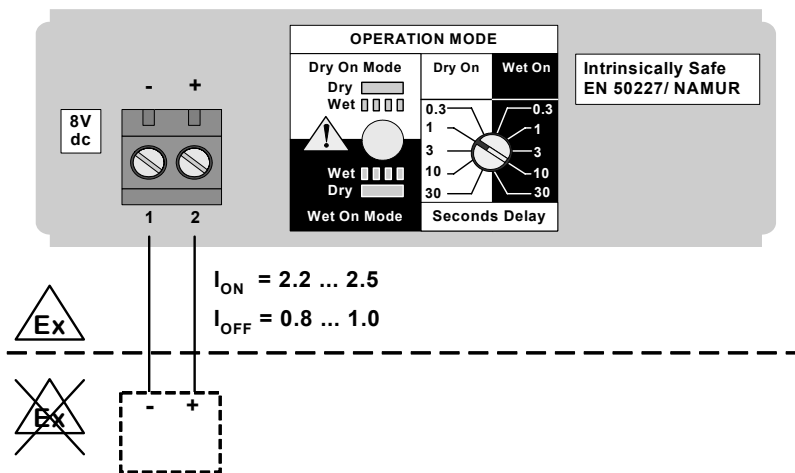 OPERATION MODE
Dry On Mode
Dry
Wet
Wet
Dry
Wet On Mode
Dry On
Wet On
0.3 0.3
1 1
3 3
10 10
30 30
Seconds Delay
Intrinsically Safe
EN 50227/ NAMUR
- +
8V
dc
1 2
I_ON = 2.2 ... 2.5
I_OFF = 0.8 ... 1.0
Ex
Ex
- +